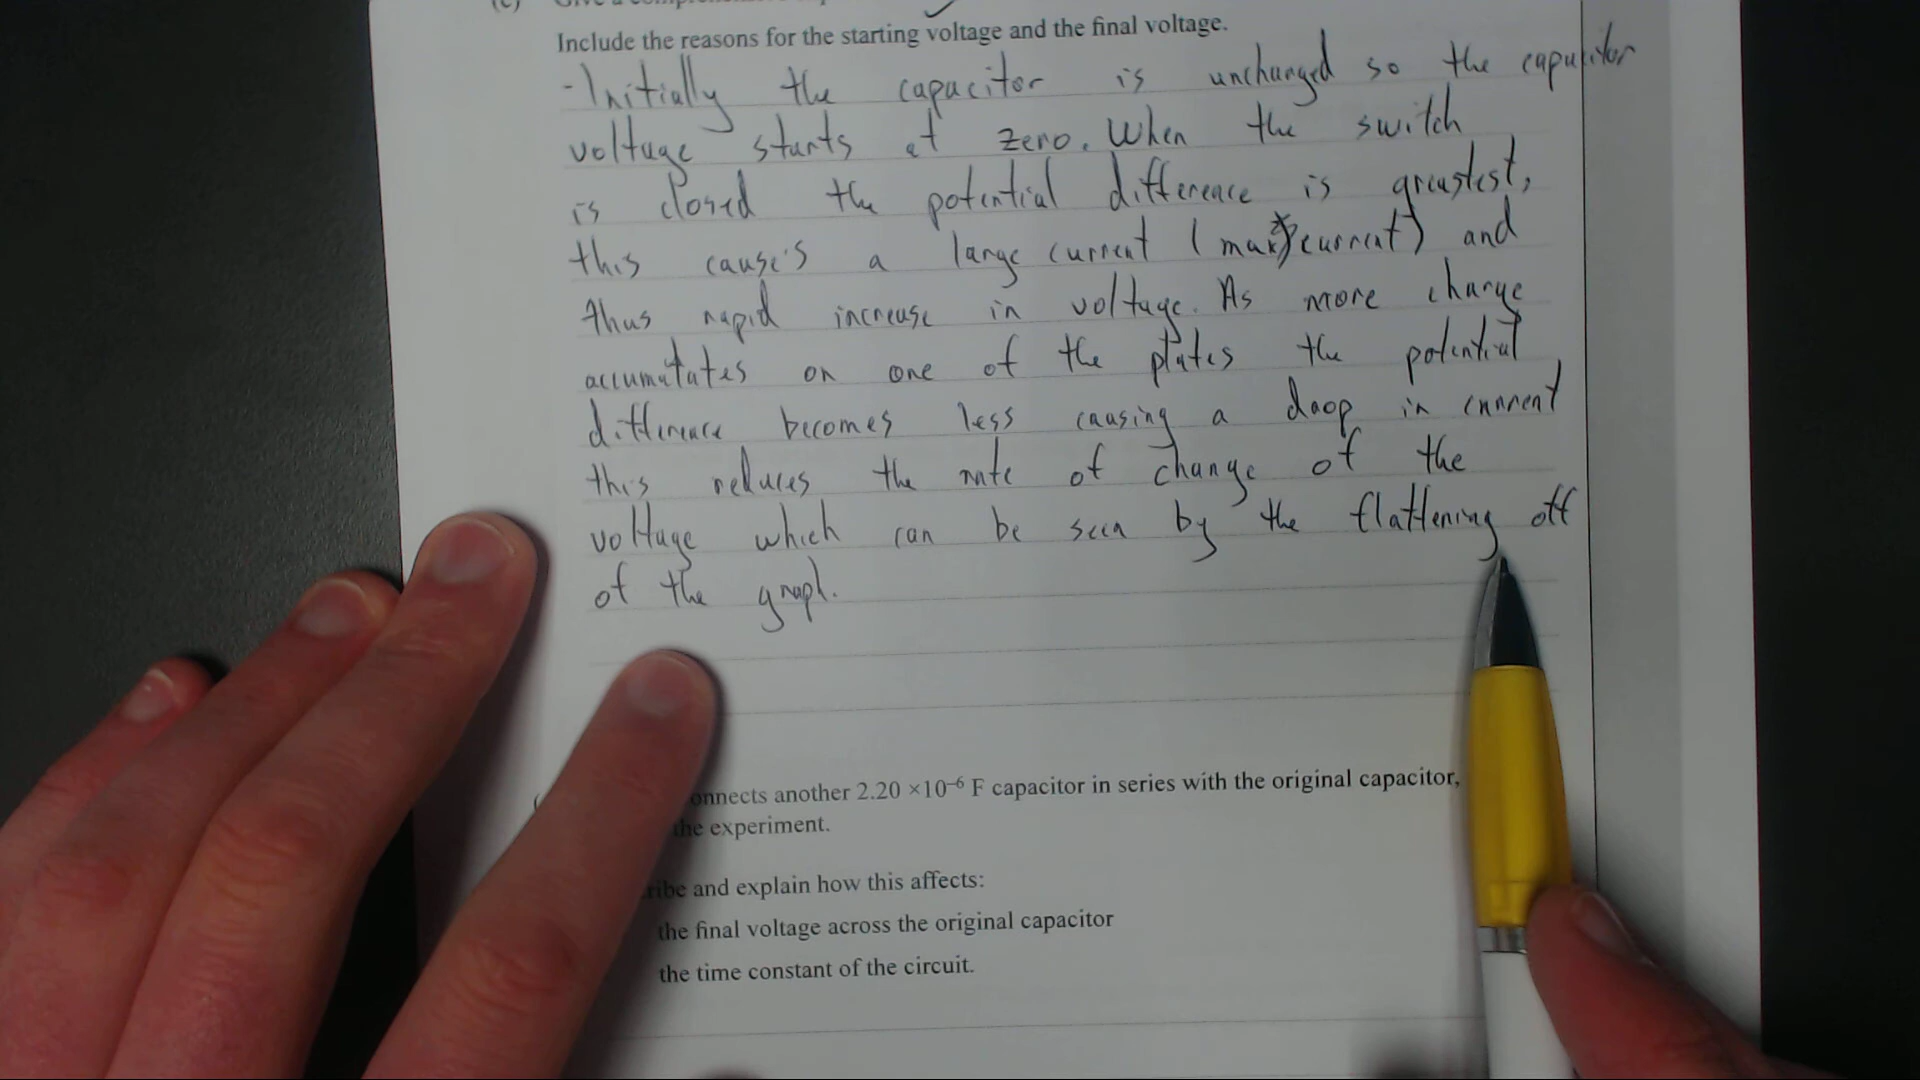 (c)
Include the reasons for the starting voltage and the final voltage.
- Initially the capacitor is uncharged so the capacitor
voltage starts at zero. When the switch
is closed the potential difference is greastest,
this cause's a large current (max current) and
thus rapid increase in voltage. As more charge
accumulates on one of the plates the potential
difference becomes less causing a drop in current
this reduces the rate of change of the
voltage which can be seen by the flattening off
of the graph.
onnects another 2.20 ×10⁻⁶ F capacitor in series with the original capacitor,
the experiment.
ribe and explain how this affects:
the final voltage across the original capacitor
the time constant of the circuit.